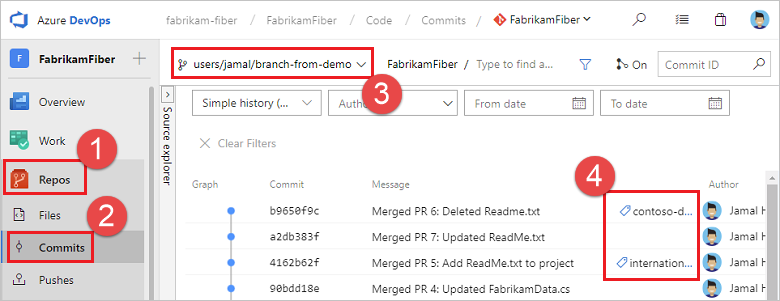 Azure DevOps fabrikam-fiber / FabrikamFiber / Code / Commits / FabrikamFiber
F FabrikamFiber +
users/jamal/branch-from-demo FabrikamFiber / Type to find a... On Commit ID
3
Overview
Simple history (... Autho From date To date
Source explorer
Work
1
Clear Filters
Repos
4
Graph Commit Message Author
2
Files
b9650f9c Merged PR 6: Deleted Readme.txt contoso-d... Jamal H
Commits
a2db383f Merged PR 7: Updated ReadMe.txt Jamal H
4162b62f Merged PR 5: Add ReadMe.txt to project internation... Jamal H
Pushes
90bdd18e Merged PR 4: Updated FabrikamData.cs Jamal H